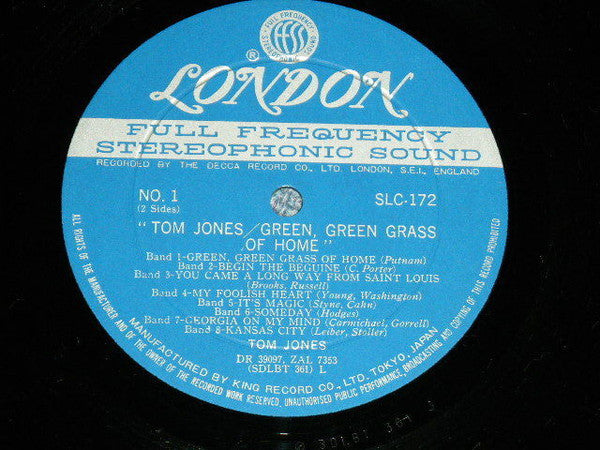 FULL FREQUENCY
ffss
STEREOPHONIC SOUND
®
LONDON
FULL FREQUENCY
STEREOPHONIC SOUND
RECORDED BY THE DECCA RECORD CO., LTD. LONDON, S.E.I, ENGLAND
NO. 1
(2 Sides)
SLC-172
"TOM JONES/GREEN, GREEN GRASS
OF HOME"
Band 1-GREEN, GREEN GRASS OF HOME (Putnam)
Band 2-BEGIN THE BEGUINE (C. Porter)
Band 3-YOU CAME A LONG WAY FROM SAINT LOUIS
(Brooks, Russell)
Band 4-MY FOOLISH HEART (Young, Washington)
Band 5-IT'S MAGIC (Styne, Cahn)
Band 6-SOMEDAY (Hodges)
Band 7-GEORGIA ON MY MIND (Carmichael, Gorrell)
Band 8-KANSAS CITY (Leiber, Stoller)
TOM JONES
DR 39097, ZAL 7353
(SDLBT 361) L
MANUFACTURED BY KING RECORD CO., LTD, TOKYO, JAPAN
ALL RIGHTS OF THE MANUFACTURER AND OF THE OWNER OF THE RECORDED WORK RESERVED. UNAUTHORISED PUBLIC PERFORMANCE, BROADCASTING AND COPYING OF THIS RECORD PROHIBITED